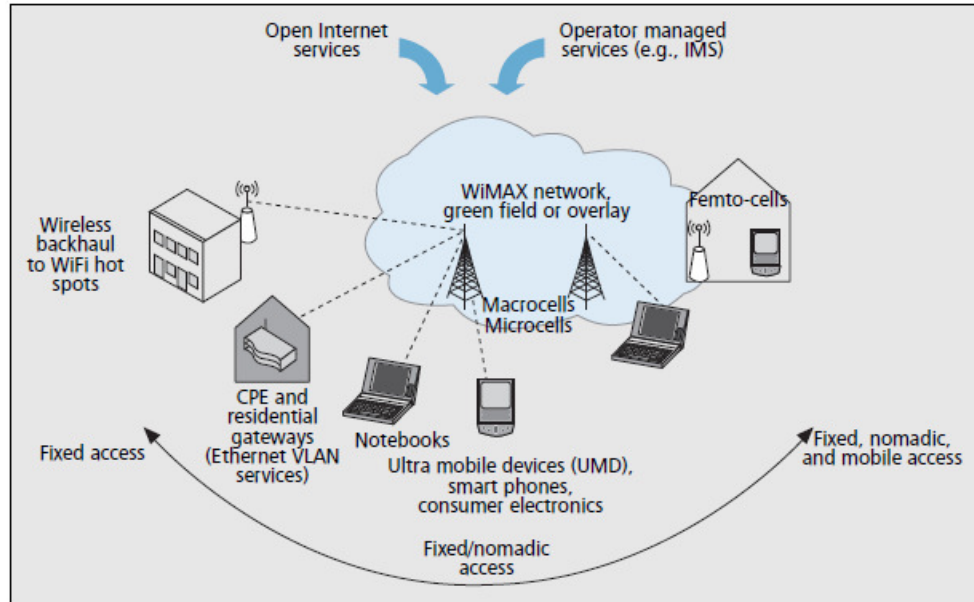 Open Internet
services
Operator managed
services (e.g., IMS)
WiMAX network,
green field or overlay
Femto-cells
Wireless
backhaul
to WiFi hot
spots
Macrocells
Microcells
CPE and
residential
gateways
(Ethernet VLAN
services)
Notebooks
Ultra mobile devices (UMD),
smart phones,
consumer electronics
Fixed access
Fixed, nomadic,
and mobile access
Fixed/nomadic
access